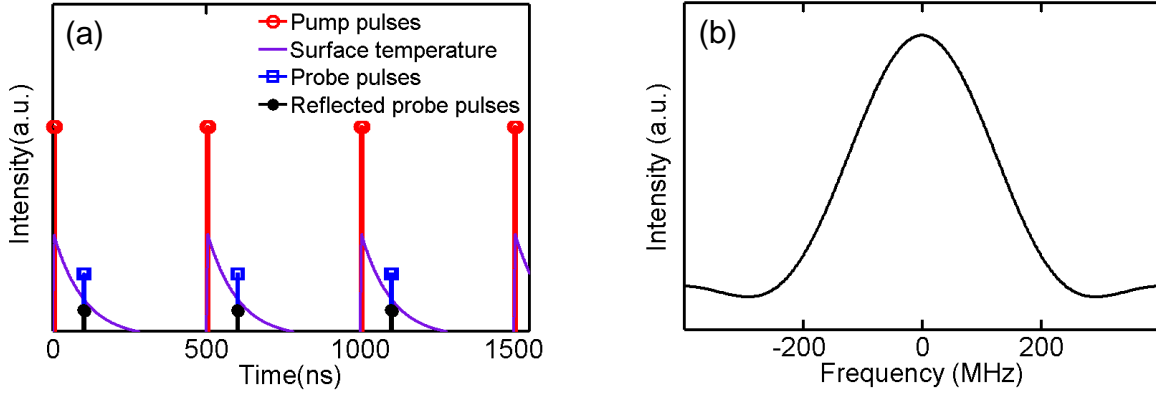 (a)
Pump pulses
Surface temperature
Probe pulses
Reflected probe pulses
Intensity(a.u.)
0 500 1000 1500
Time(ns)
(b)
Intensity (a.u.)
-200 0 200
Frequency (MHz)